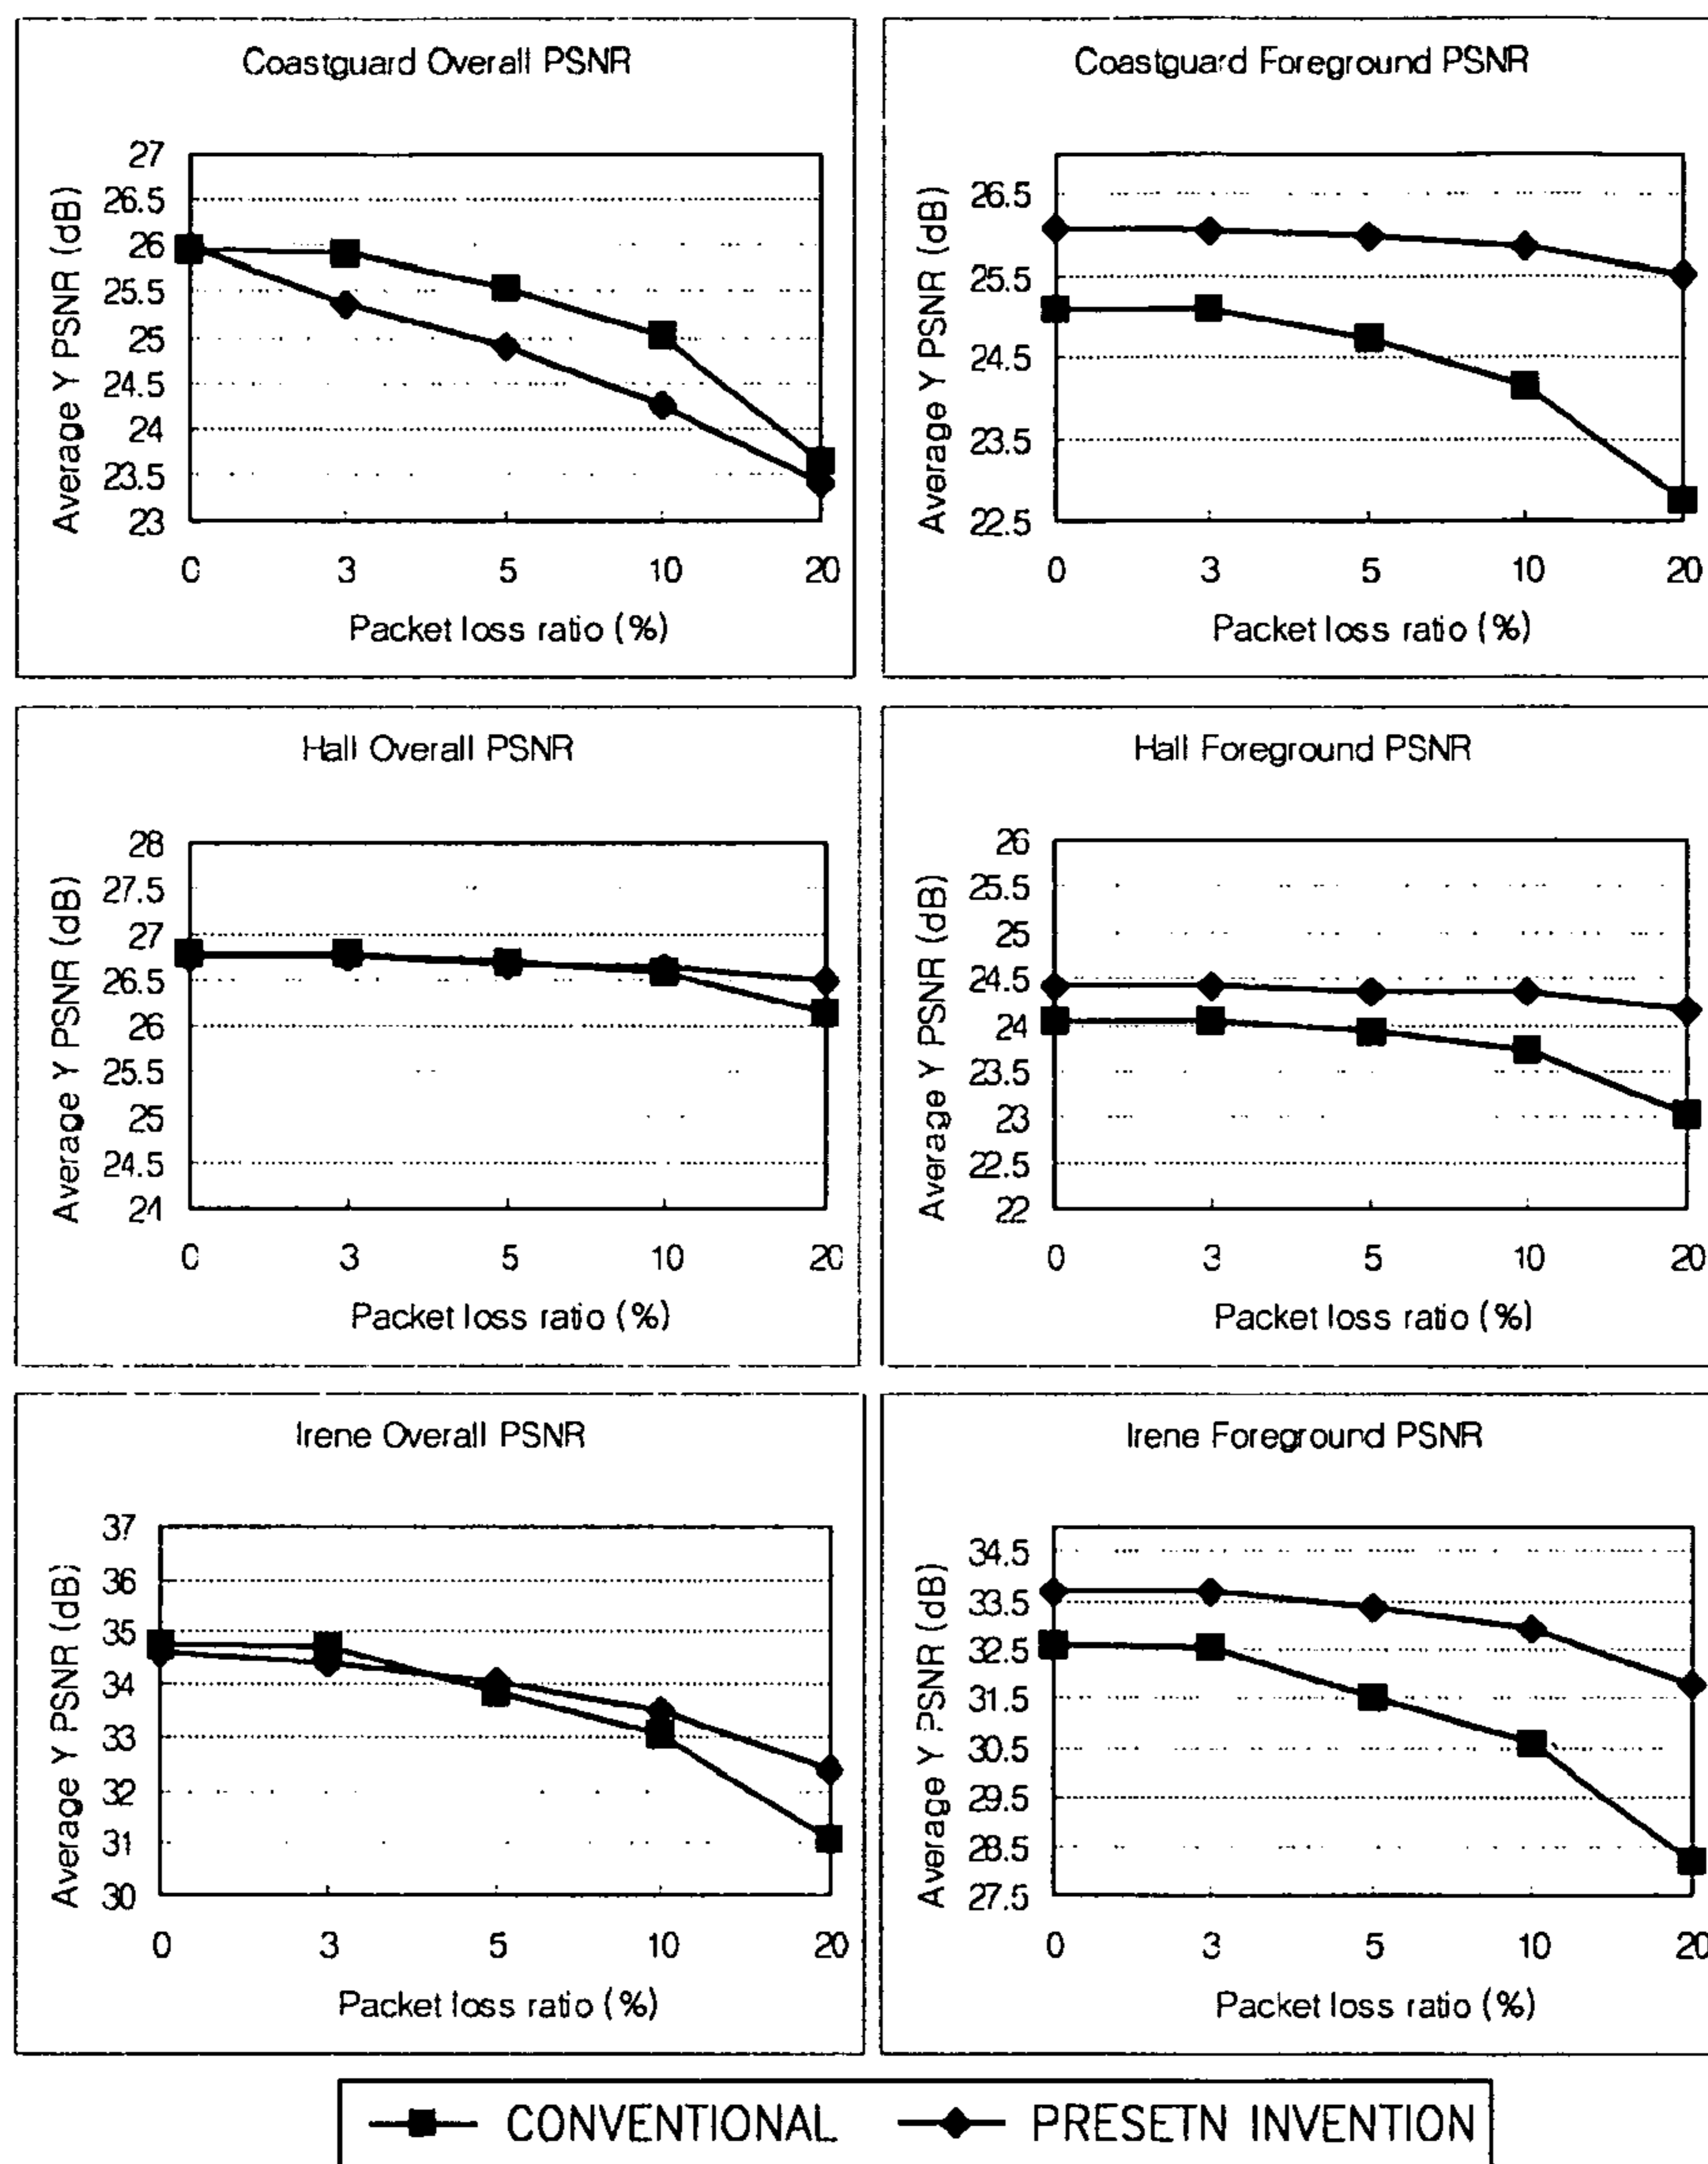 Coastguard Overall PSNR
Average Y PSNR (dB)
27
26.5
26
25.5
25
24.5
24
23.5
23
0 3 5 10 20
Packet loss ratio (%)
Coastguard Foreground PSNR
Average Y PSNR (dB)
26.5
25.5
24.5
23.5
22.5
0 3 5 10 20
Packet loss ratio (%)
Hall Overall PSNR
Average Y PSNR (dB)
28
27.5
27
26.5
26
25.5
25
24.5
24
0 3 5 10 20
Packet loss ratio (%)
Hall Foreground PSNR
Average Y PSNR (dB)
26
25.5
25
24.5
24
23.5
23
22.5
22
0 3 5 10 20
Packet loss ratio (%)
Irene Overall PSNR
Average Y PSNR (dB)
37
36
35
34
33
32
31
30
0 3 5 10 20
Packet loss ratio (%)
Irene Foreground PSNR
Average Y PSNR (dB)
34.5
33.5
32.5
31.5
30.5
29.5
28.5
27.5
0 3 5 10 20
Packet loss ratio (%)
CONVENTIONAL PRESETN INVENTION